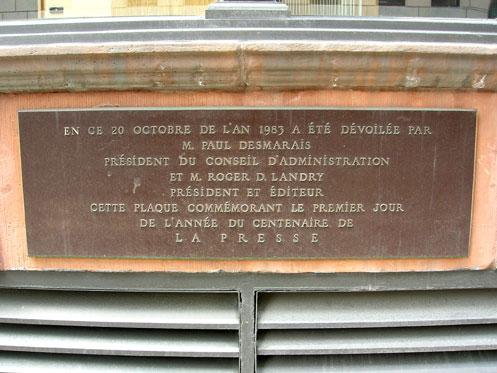 EN CE 20 OCTOBRE DE L'AN 1983 A ÉTÉ DÉVOILÉE PAR
M. PAUL DESMARAIS
PRÉSIDENT DU CONSEIL D'ADMINISTRATION
ET M. ROGER D. LANDRY
PRÉSIDENT ET ÉDITEUR
CETTE PLAQUE COMMÉMORANT LE PREMIER JOUR
DE L'ANNÉE DU CENTENAIRE DE
LA PRESSE